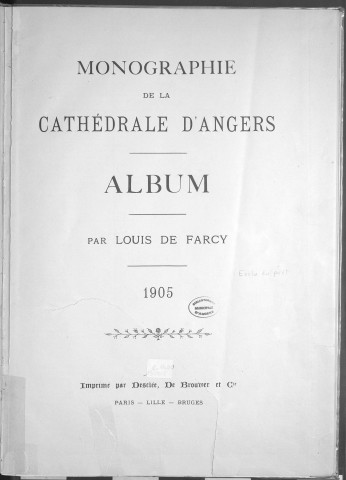 MONOGRAPHIE
DE LA
CATHÉDRALE D'ANGERS
ALBUM
PAR LOUIS DE FARCY
1905
Imprimé par Desclée, De Brouwer et Cie
PARIS — LILLE — BRUGES